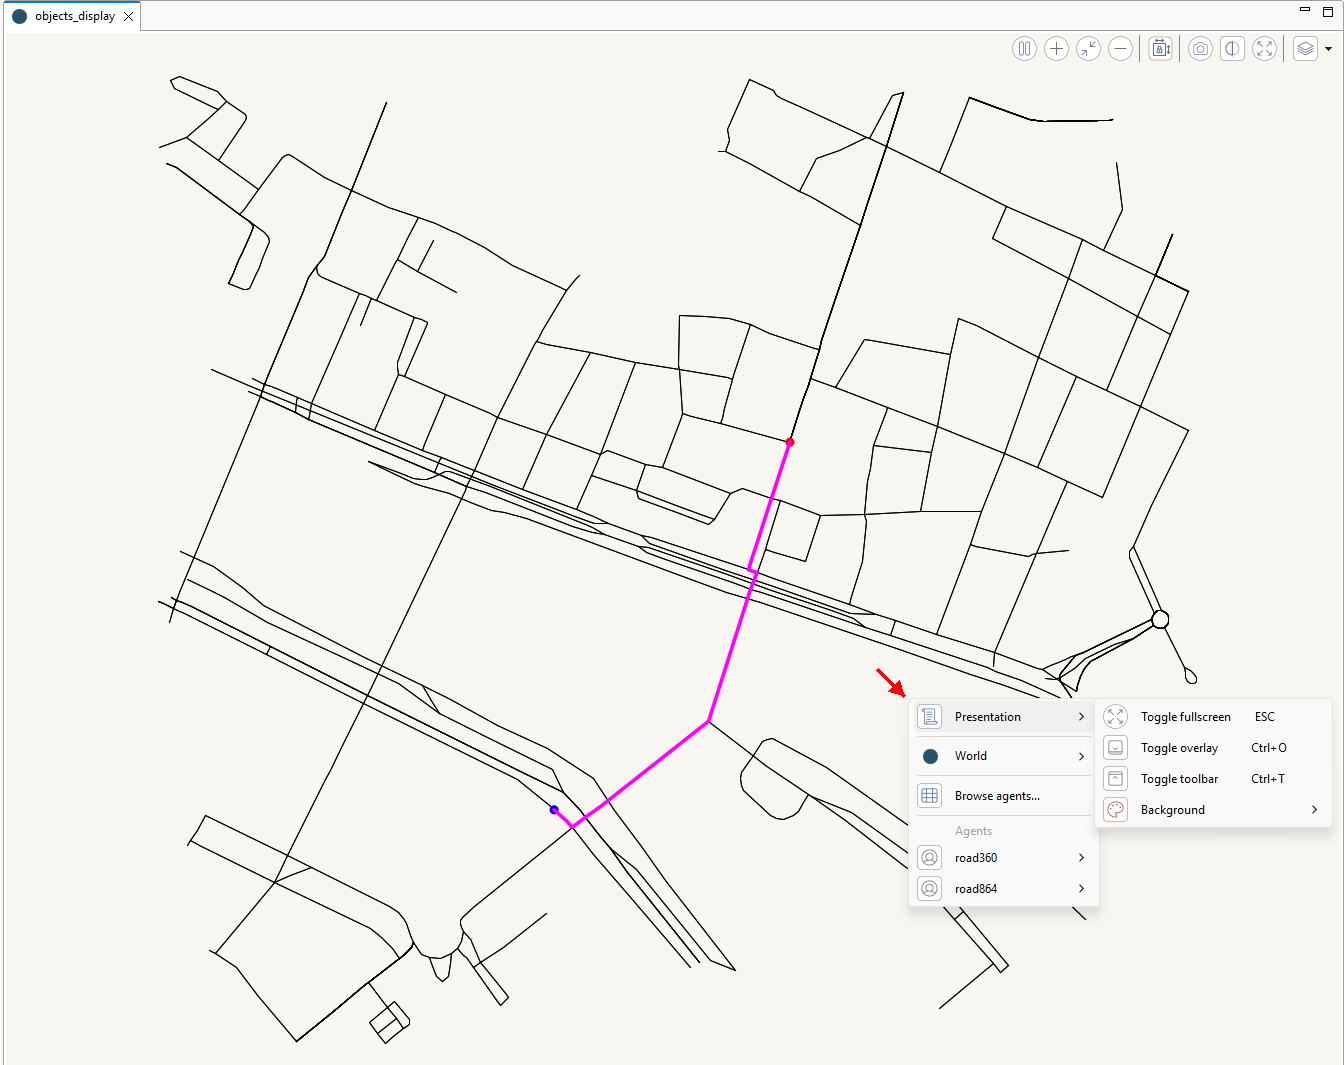 objects_display
Presentation
World
Browse agents...
Agents
road360
road864
Toggle fullscreen ESC
Toggle overlay Ctrl+O
Toggle toolbar Ctrl+T
Background